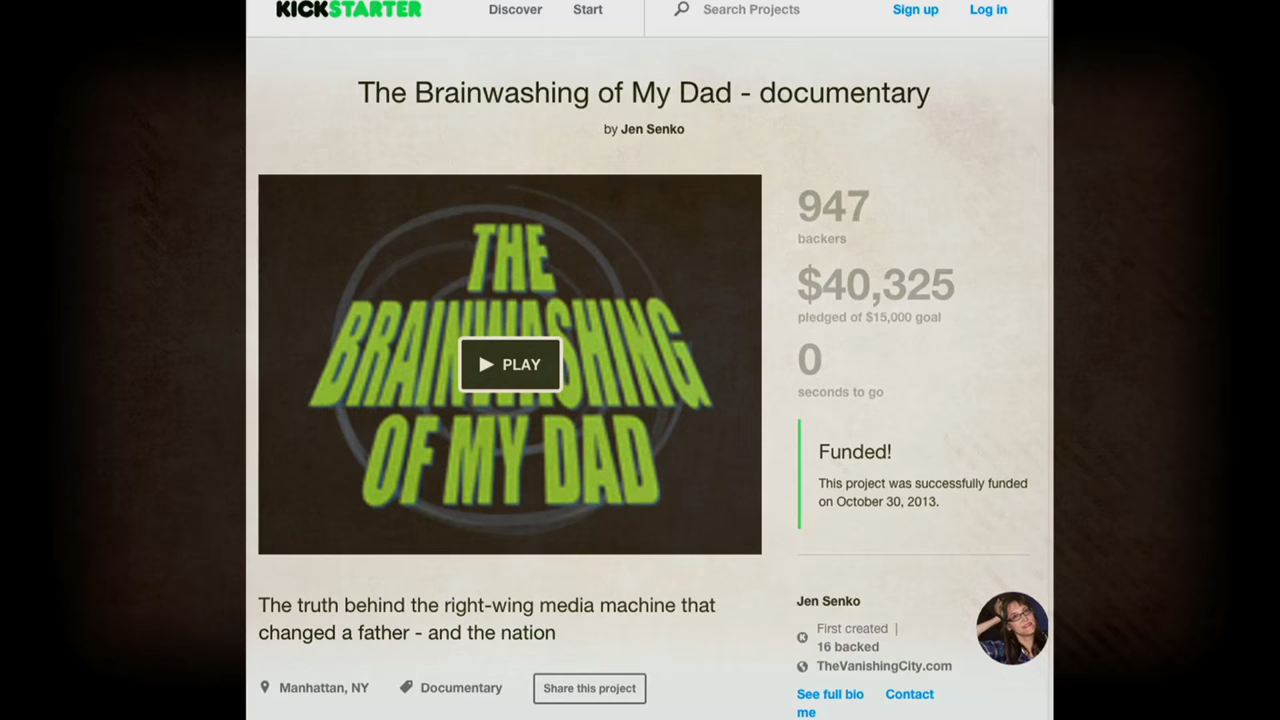 KICKSTARTER
Discover
Start
Search Projects
Sign up
Log in
The Brainwashing of My Dad - documentary
by Jen Senko
THE
BRAINWASHING
OF MY DAD
PLAY
947
backers
$40,325
pledged of $15,000 goal
0
seconds to go
Funded!
This project was successfully funded
on October 30, 2013.
The truth behind the right-wing media machine that
changed a father - and the nation
Manhattan, NY
Documentary
Share this project
Jen Senko
First created |
16 backed
TheVanishingCity.com
See full bio
Contact
me